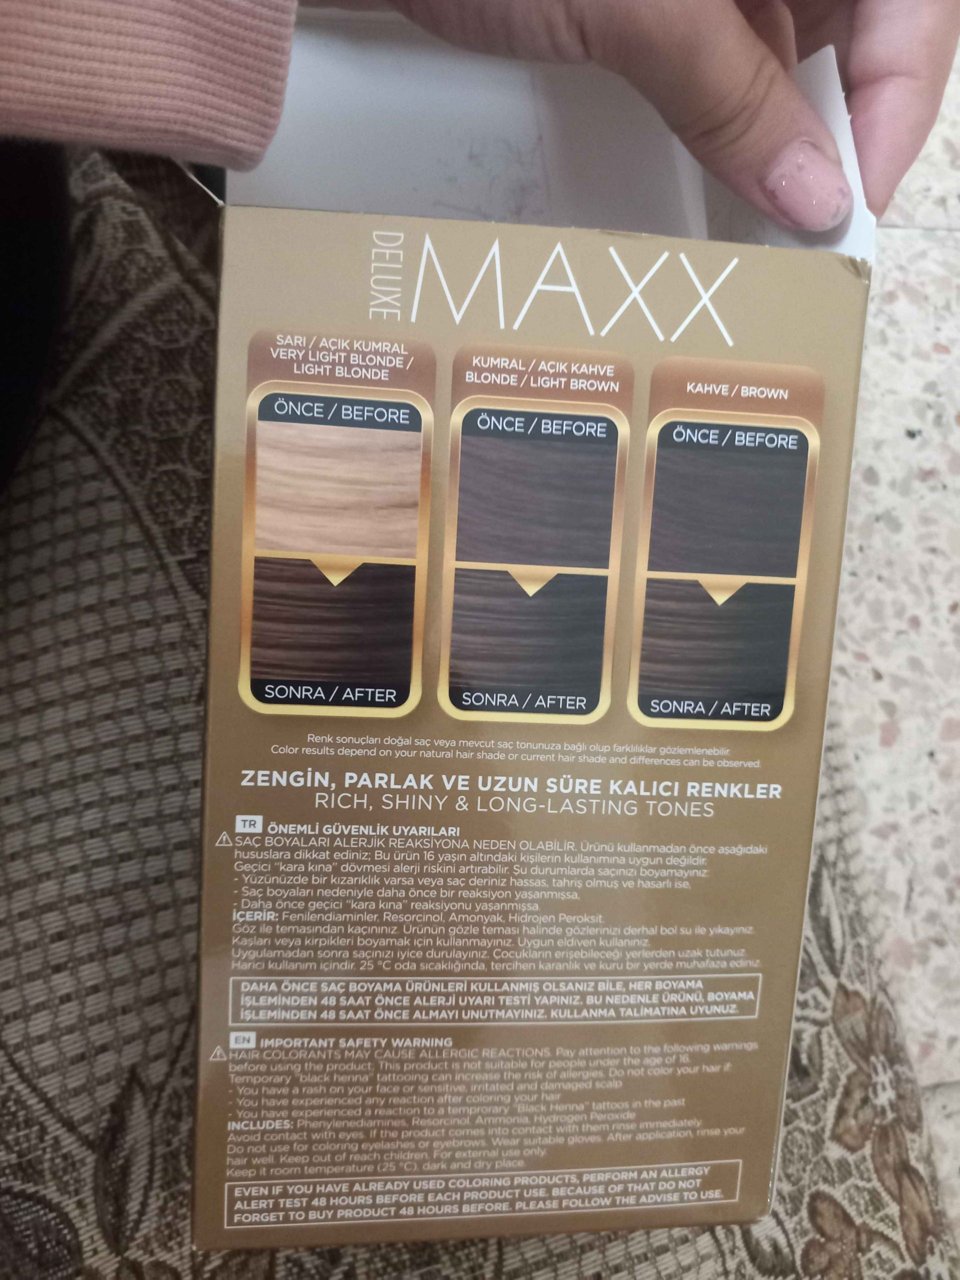 DELUXE
MAXX
SARI / AÇIK KUMRAL
VERY LIGHT BLONDE /
LIGHT BLONDE
ÖNCE / BEFORE
SONRA / AFTER
KUMRAL / AÇIK KAHVE
BLONDE / LIGHT BROWN
ÖNCE / BEFORE
SONRA / AFTER
KAHVE / BROWN
ÖNCE / BEFORE
SONRA / AFTER
Renk sonuçları doğal saç veya mevcut saç tonunuza bağlı olup farklılıklar gözlemlenebilir.
Color results depend on your natural hair shade or current hair shade and differences can be observed.
ZENGİN, PARLAK VE UZUN SÜRE KALICI RENKLER
RICH, SHINY & LONG-LASTING TONES
TR ÖNEMLİ GÜVENLİK UYARILARI
SAÇ BOYALARI ALERJİK REAKSİYONA NEDEN OLABİLİR. Ürünü kullanmadan önce aşağıdaki
hususlara dikkat ediniz; Bu ürün 16 yaşın altındaki kişilerin kullanımına uygun değildir.
Geçici "kara kına" dövmesi alerji riskini artırabilir. Şu durumlarda saçınızı boyamayınız:
- Yüzünüzde bir kızarıklık varsa veya saç deriniz hassas, tahriş olmuş ve hasarlı ise,
- Saç boyaları nedeniyle daha önce bir reaksiyon yaşanmışsa,
- Daha önce geçici "kara kına" reaksiyonu yaşanmışsa.
İÇERİR: Fenilendiaminler, Resorcinol, Amonyak, Hidrojen Peroksit.
Göz ile temasından kaçınınız. Ürünün gözle teması halinde gözlerinizi derhal bol su ile yıkayınız.
Kaşları veya kirpikleri boyamak için kullanmayınız. Uygun eldiven kullanınız.
Uygulamadan sonra saçınızı iyice durulayınız. Çocukların erişebileceği yerlerden uzak tutunuz.
Harici kullanım içindir. 25 °C oda sıcaklığında, tercihen karanlık ve kuru bir yerde muhafaza ediniz.
DAHA ÖNCE SAÇ BOYAMA ÜRÜNLERİ KULLANMIŞ OLSANIZ BİLE, HER BOYAMA
İŞLEMİNDEN 48 SAAT ÖNCE ALERJİ UYARI TESTİ YAPINIZ. BU NEDENLE ÜRÜNÜ, BOYAMA
İŞLEMİNDEN 48 SAAT ÖNCE ALMAYI UNUTMAYINIZ. KULLANMA TALİMATINA UYUNUZ.
EN IMPORTANT SAFETY WARNING
HAIR COLORANTS MAY CAUSE ALLERGIC REACTIONS. Pay attention to the following warnings
before using the product; This product is not suitable for people under the age of 16.
Temporary "black henna" tattooing can increase the risk of allergies. Do not color your hair if:
- You have a rash on your face or sensitive, irritated and damaged scalp
- You have experienced any reaction after coloring your hair
- You have experienced a reaction to a temprorary "Black Henna" tattoos in the past
INCLUDES: Phenylenediamines, Resorcinol, Ammonia, Hydrogen Peroxide
Avoid contact with eyes. If the product comes into contact with them rinse immediately.
Do not use for coloring eyelashes or eyebrows. Wear suitable gloves. After application, rinse your
hair well. Keep out of reach children. For external use only.
Keep it room temperature (25 °C), dark and dry place.
EVEN IF YOU HAVE ALREADY USED COLORING PRODUCTS, PERFORM AN ALLERGY
ALERT TEST 48 HOURS BEFORE EACH PRODUCT USE. BECAUSE OF THAT DO NOT
FORGET TO BUY PRODUCT 48 HOURS BEFORE. PLEASE FOLLOW THE ADVISE TO USE.